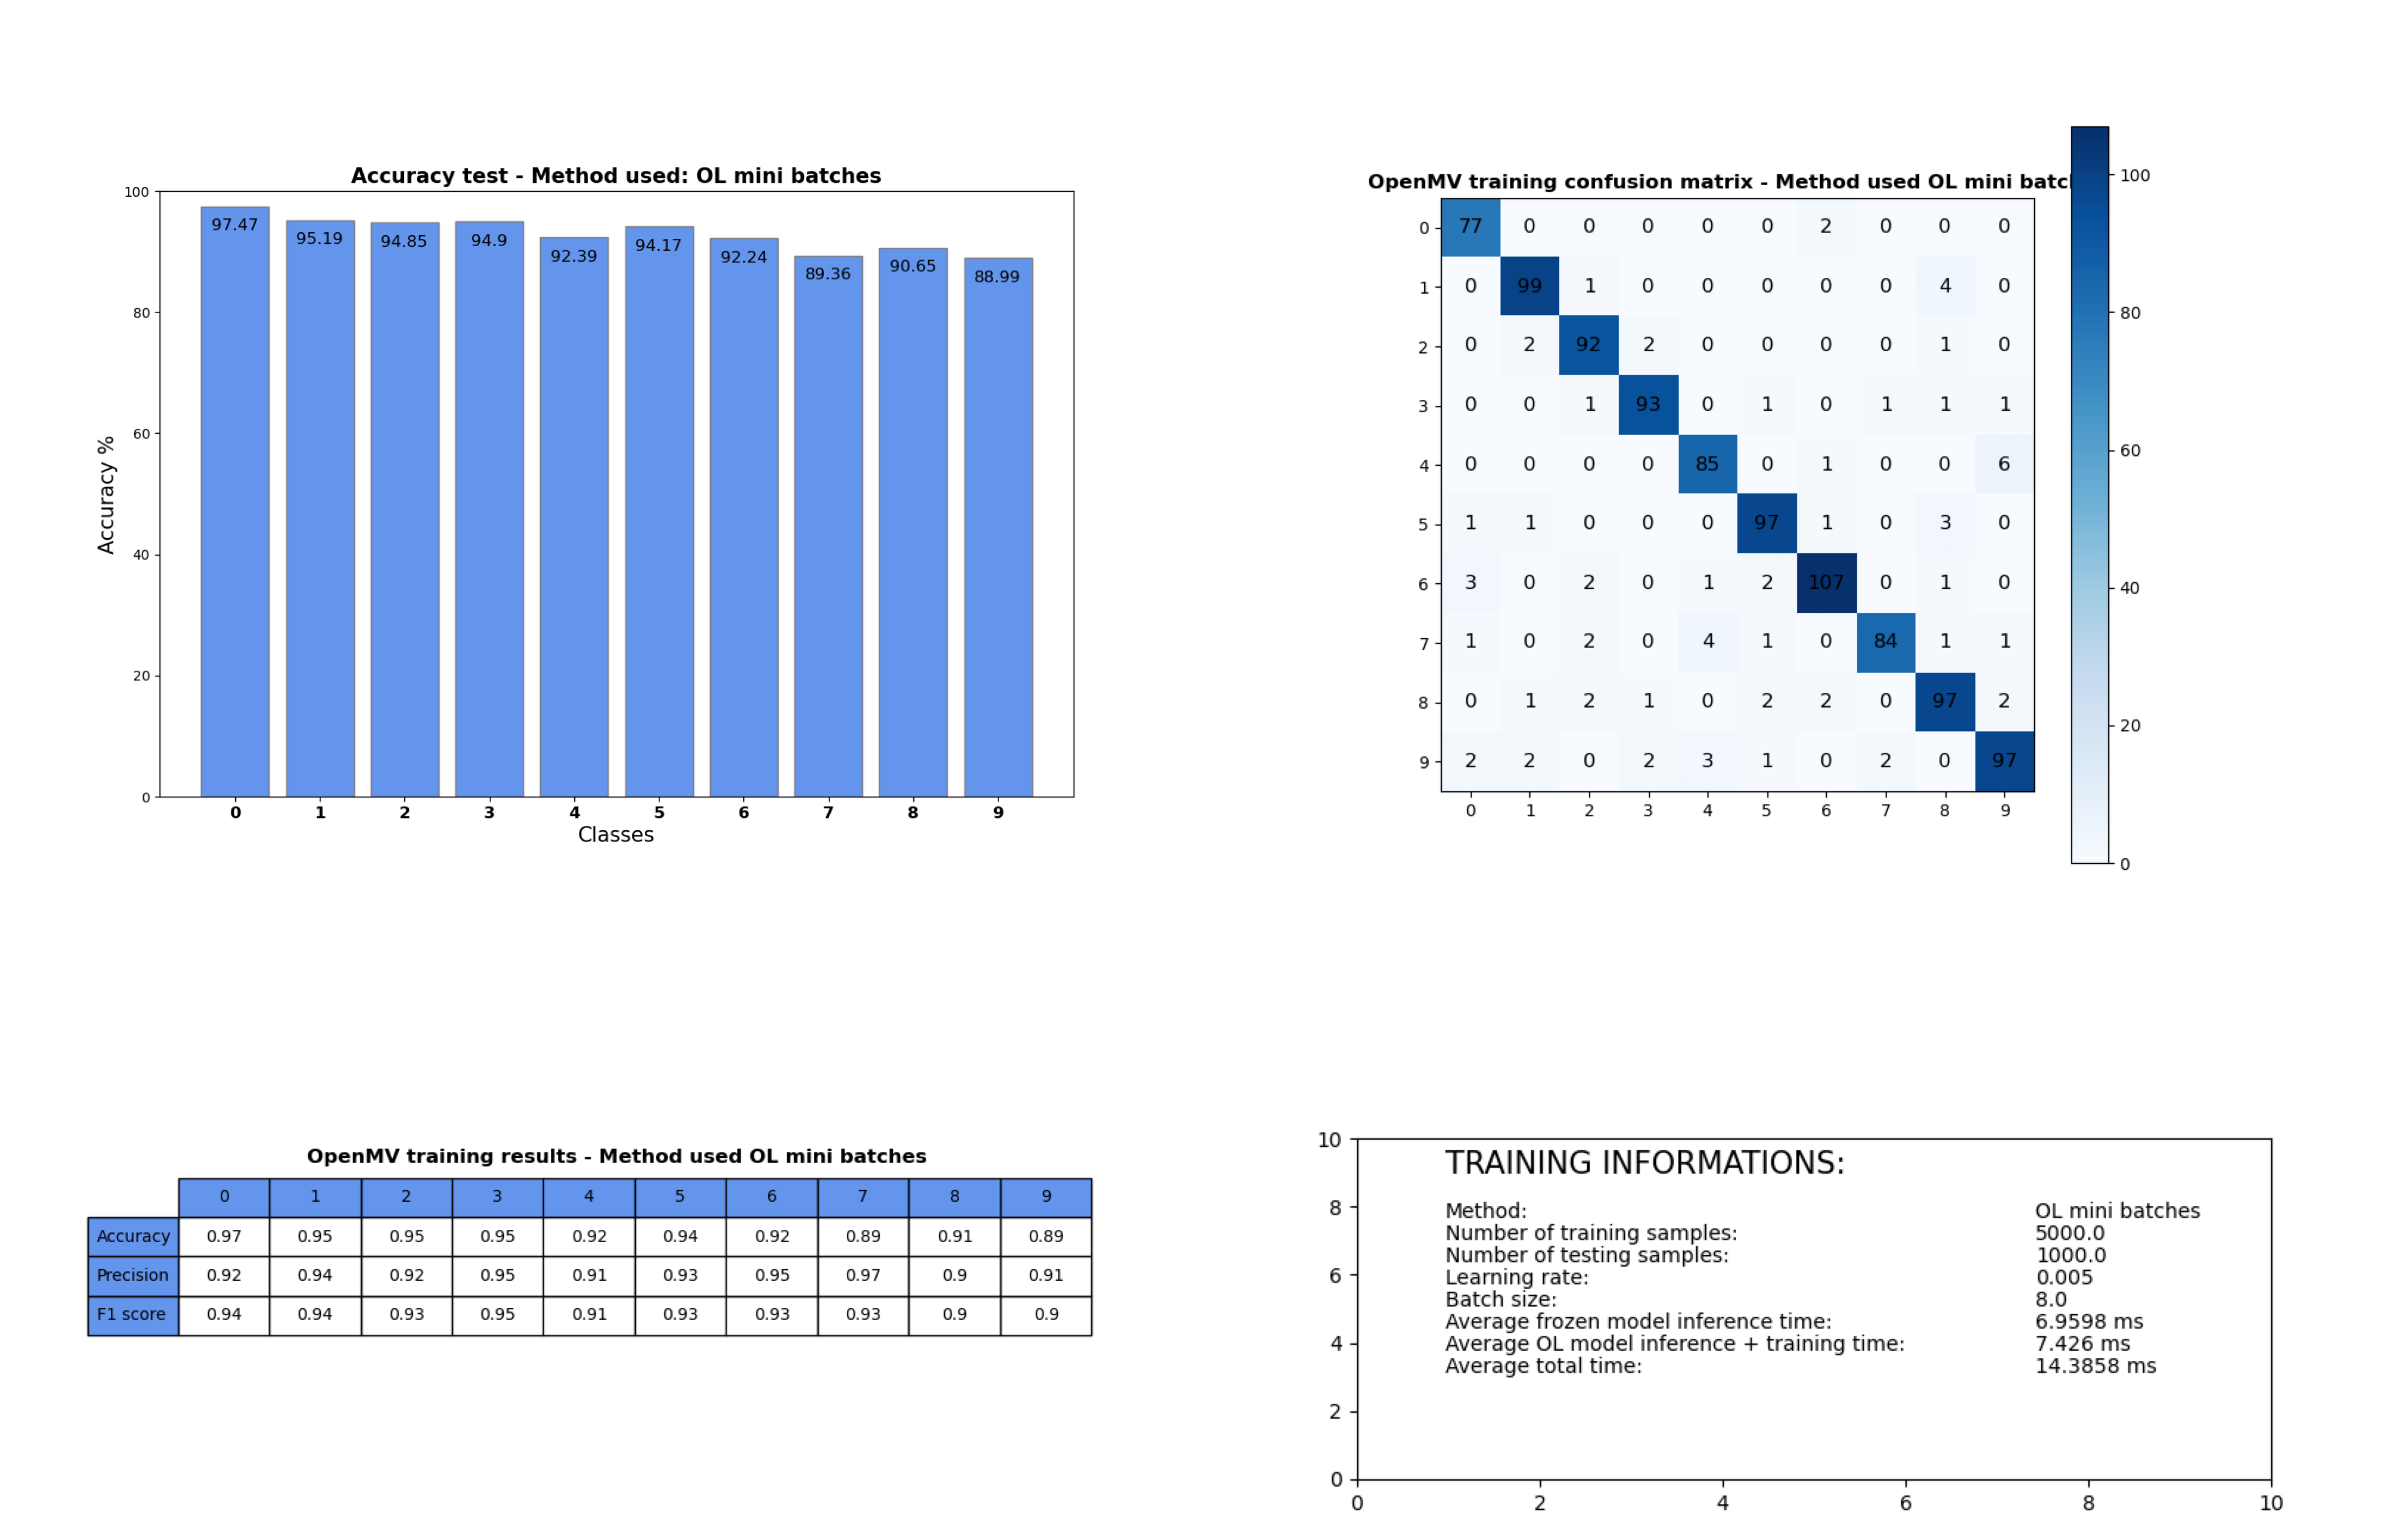 Accuracy test - Method used: OL mini batches
100
80
60
40
20
0
Accuracy %
97.47 95.19 94.85 94.9 92.39 94.17 92.24 89.36 90.65 88.99
0 1 2 3 4 5 6 7 8 9
Classes
OpenMV training confusion matrix - Method used OL mini batc
0 77 0 0 0 0 0 2 0 0 0
1 0 99 1 0 0 0 0 0 4 0
2 0 2 92 2 0 0 0 0 1 0
3 0 0 1 93 0 1 0 1 1 1
4 0 0 0 0 85 0 1 0 0 6
5 1 1 0 0 0 97 1 0 3 0
6 3 0 2 0 1 2 107 0 1 0
7 1 0 2 0 4 1 0 84 1 1
8 0 1 2 1 0 2 2 0 97 2
9 2 2 0 2 3 1 0 2 0 97
0 1 2 3 4 5 6 7 8 9
100
80
60
40
20
0
OpenMV training results - Method used OL mini batches
0 1 2 3 4 5 6 7 8 9
Accuracy 0.97 0.95 0.95 0.95 0.92 0.94 0.92 0.89 0.91 0.89
Precision 0.92 0.94 0.92 0.95 0.91 0.93 0.95 0.97 0.9 0.91
F1 score 0.94 0.94 0.93 0.95 0.91 0.93 0.93 0.93 0.9 0.9
10
8
6
4
2
0
TRAINING INFORMATIONS:
Method: OL mini batches
Number of training samples: 5000.0
Number of testing samples: 1000.0
Learning rate: 0.005
Batch size: 8.0
Average frozen model inference time: 6.9598 ms
Average OL model inference + training time: 7.426 ms
Average total time: 14.3858 ms
0 2 4 6 8 10